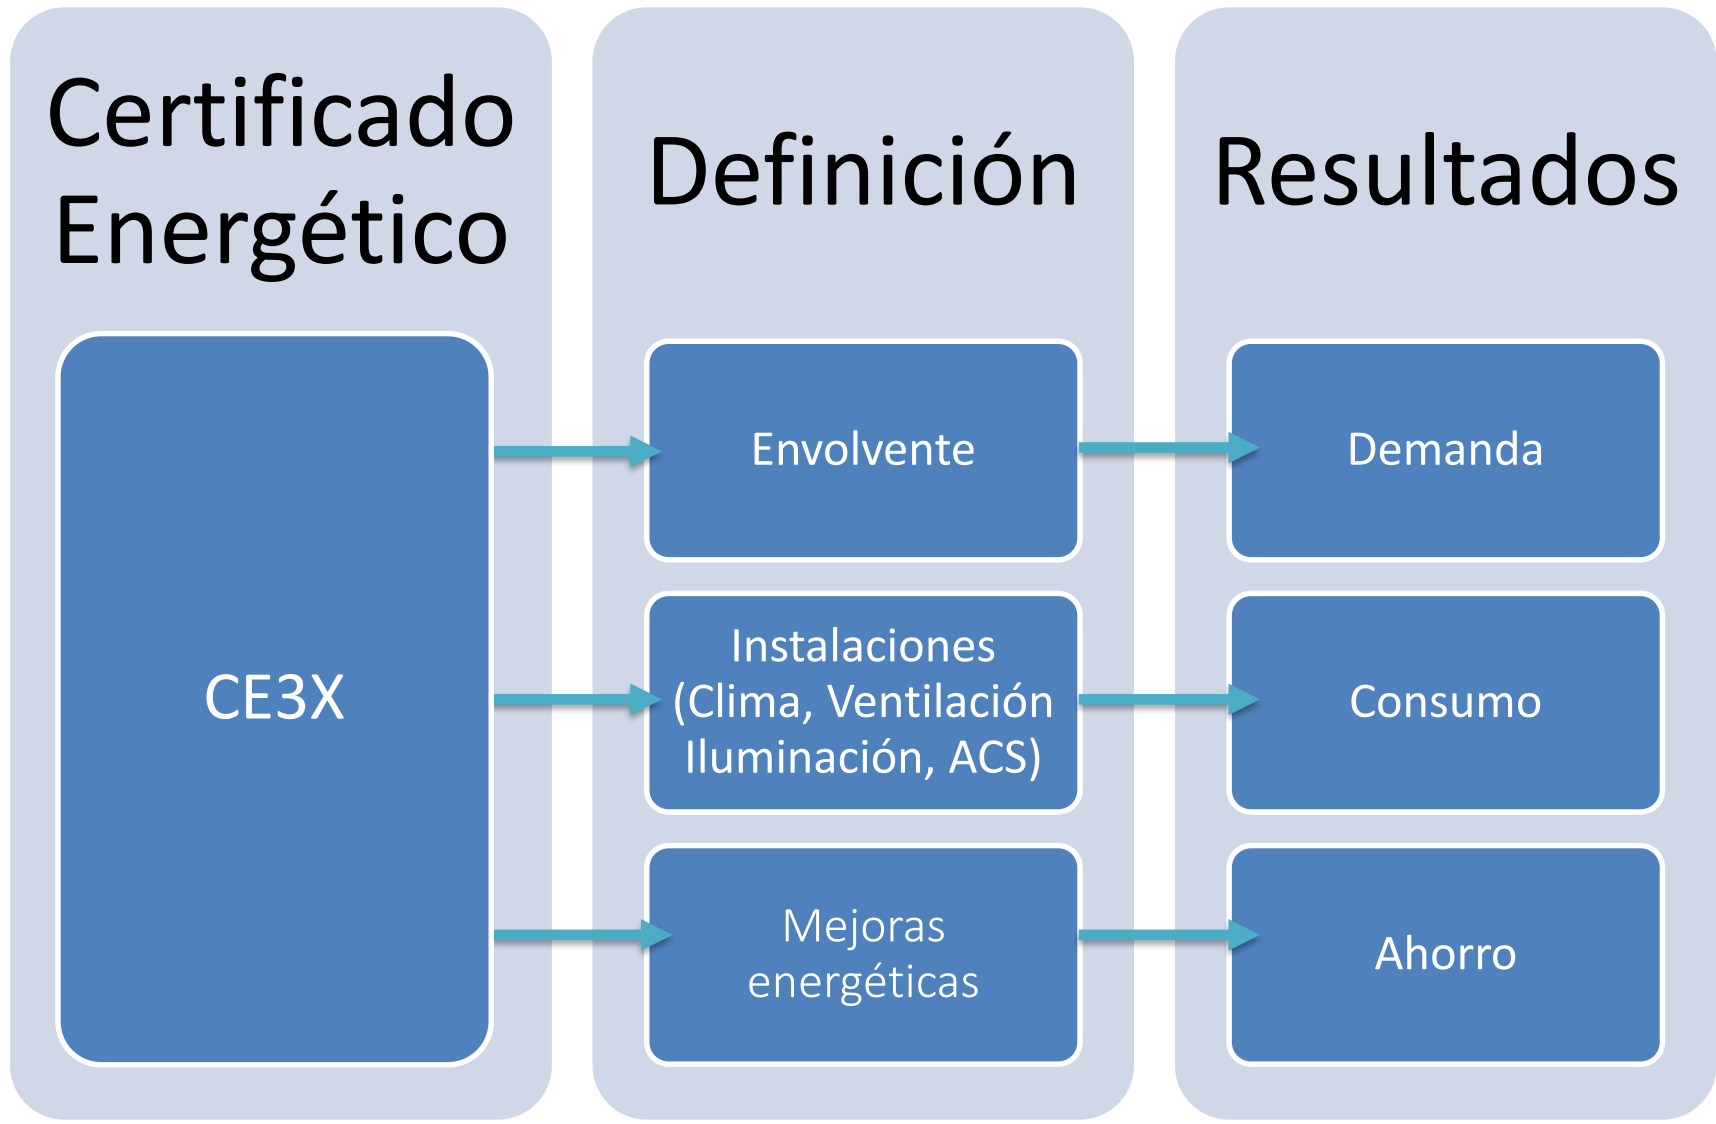 Certificado
Energético
CE3X
Definición
Envolvente
Instalaciones
(Clima, Ventilación
Iluminación, ACS)
Mejoras
energéticas
Resultados
Demanda
Consumo
Ahorro